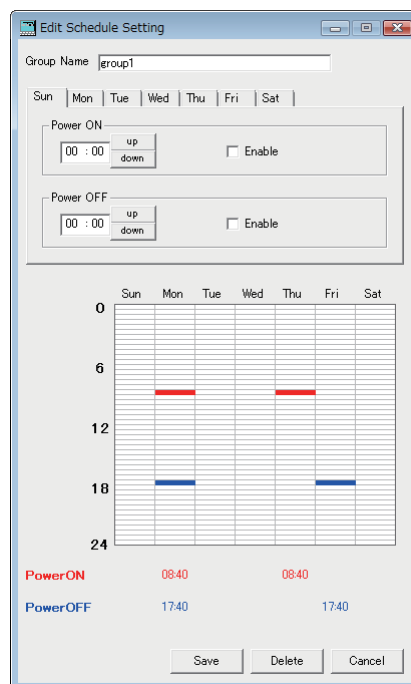 Edit Schedule Setting
Group Name group1
Sun Mon Tue Wed Thu Fri Sat
Power ON
00 : 00 up down Enable
Power OFF
00 : 00 up down Enable
Sun Mon Tue Wed Thu Fri Sat
0
6
12
18
24
PowerON 08:40 08:40
PowerOFF 17:40 17:40
Save Delete Cancel